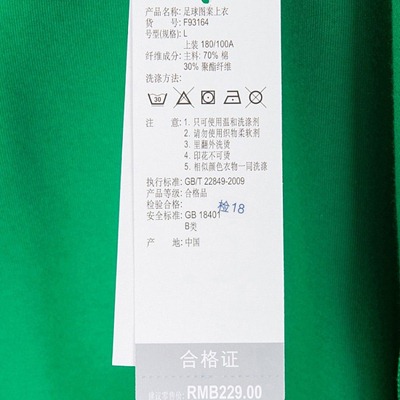 产品名称: 足球图案上衣
货 号: F93164
号型(规格): L
上装 180/100A
纤维成分: 主料: 70% 棉
30% 聚酯纤维
洗涤方法:
30
注 意: 1. 只可使用温和洗涤剂
2. 请勿使用织物柔软剂
3. 里翻外洗烫
4. 印花不可烫
5. 相似颜色衣物一同洗涤
执行标准: GB/T 22849-2009
产品等级: 合格品
检验合格: 检18
安全标准: GB 18401
B类
产 地: 中国
合格证
建议零售价: RMB229.00